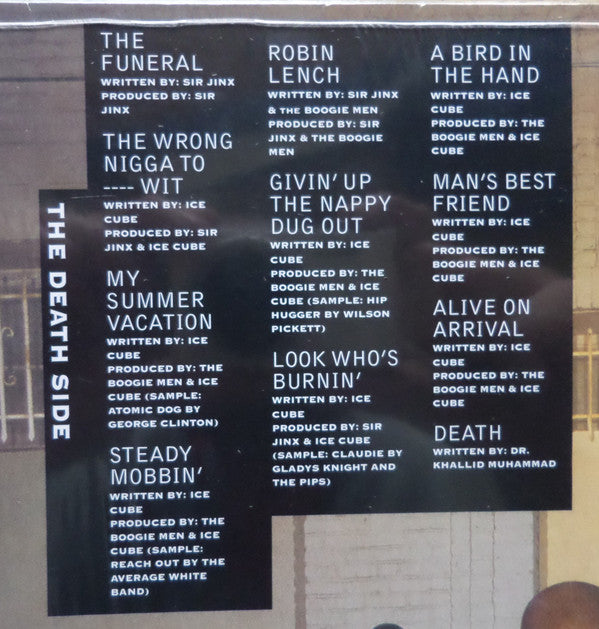 THE DEATH SIDE
THE
FUNERAL
WRITTEN BY: SIR JINX
PRODUCED BY: SIR
JINX
THE WRONG
NIGGA TO
---- WIT
WRITTEN BY: ICE
CUBE
PRODUCED BY: SIR
JINX & ICE CUBE
MY
SUMMER
VACATION
WRITTEN BY: ICE
CUBE
PRODUCED BY: THE
BOOGIE MEN & ICE
CUBE (SAMPLE:
ATOMIC DOG BY
GEORGE CLINTON)
STEADY
MOBBIN'
WRITTEN BY: ICE
CUBE
PRODUCED BY: THE
BOOGIE MEN & ICE
CUBE (SAMPLE:
REACH OUT BY THE
AVERAGE WHITE
BAND)
ROBIN
LENCH
WRITTEN BY: SIR JINX
& THE BOOGIE MEN
PRODUCED BY: SIR
JINX & THE BOOGIE
MEN
GIVIN' UP
THE NAPPY
DUG OUT
WRITTEN BY: ICE
CUBE
PRODUCED BY: THE
BOOGIE MEN & ICE
CUBE (SAMPLE: HIP
HUGGER BY WILSON
PICKETT)
LOOK WHO'S
BURNIN'
WRITTEN BY: ICE
CUBE
PRODUCED BY: SIR
JINX & ICE CUBE
(SAMPLE: CLAUDIE BY
GLADYS KNIGHT AND
THE PIPS)
A BIRD IN
THE HAND
WRITTEN BY: ICE
CUBE
PRODUCED BY: THE
BOOGIE MEN & ICE
CUBE
MAN'S BEST
FRIEND
WRITTEN BY: ICE
CUBE
PRODUCED BY: THE
BOOGIE MEN & ICE
CUBE
ALIVE ON
ARRIVAL
WRITTEN BY: ICE
CUBE
PRODUCED BY: THE
BOOGIE MEN & ICE
CUBE
DEATH
WRITTEN BY: DR.
KHALLID MUHAMMAD